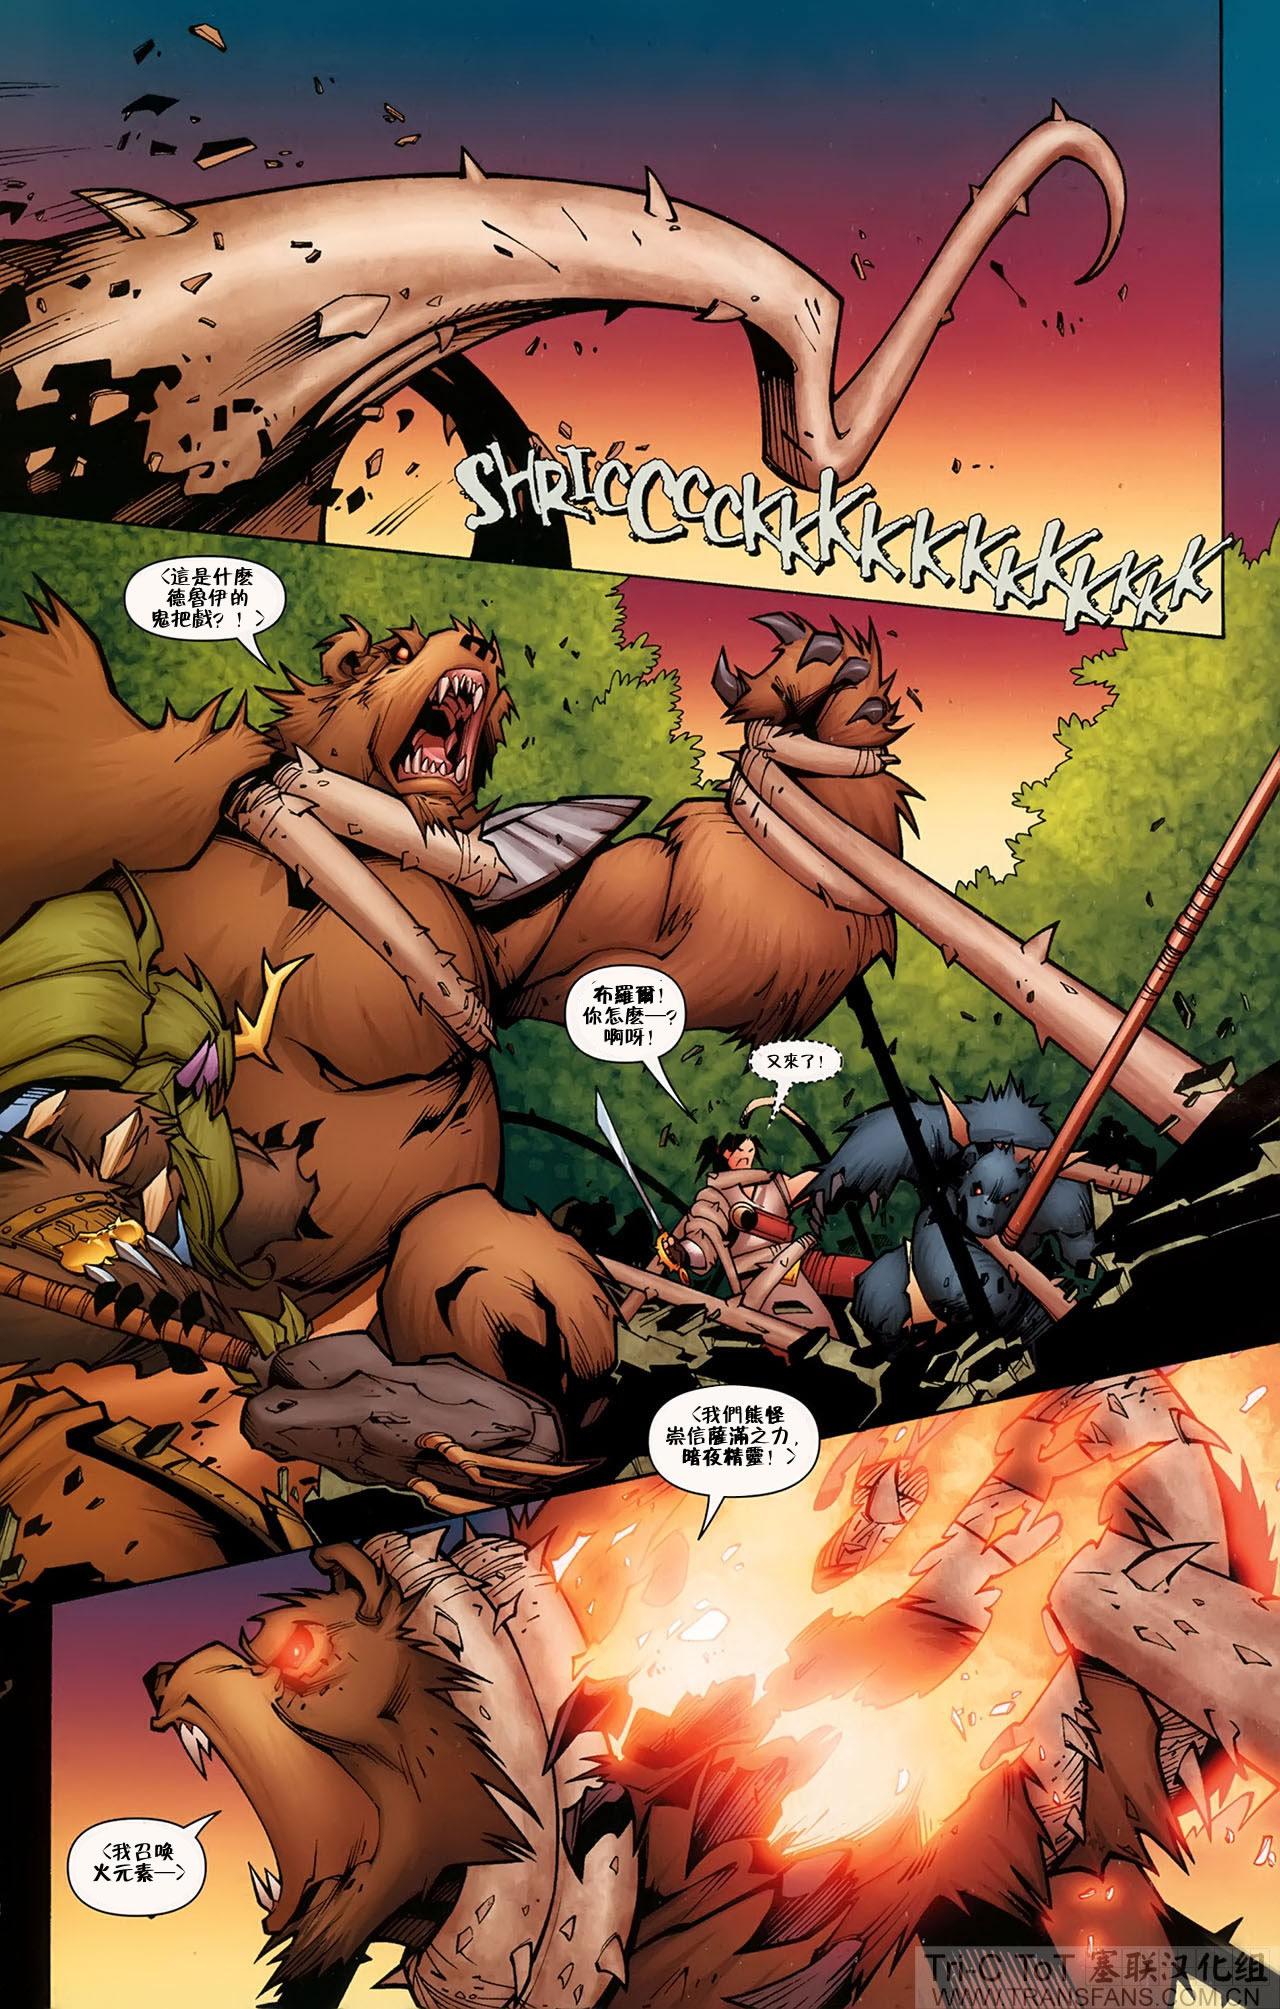 SHRICCCCCKKKKKKKKKKKKK
<這是什麼
德魯伊的
鬼把戲?!>
布羅爾!
你怎麼—?
啊呀!
又來了!
<我們熊怪
崇信薩滿之力,
暗夜精靈!>
<我召喚
火元素—>
Tri-C ToT 塞联汉化组
WWW.TRANSFANS.COM.CN